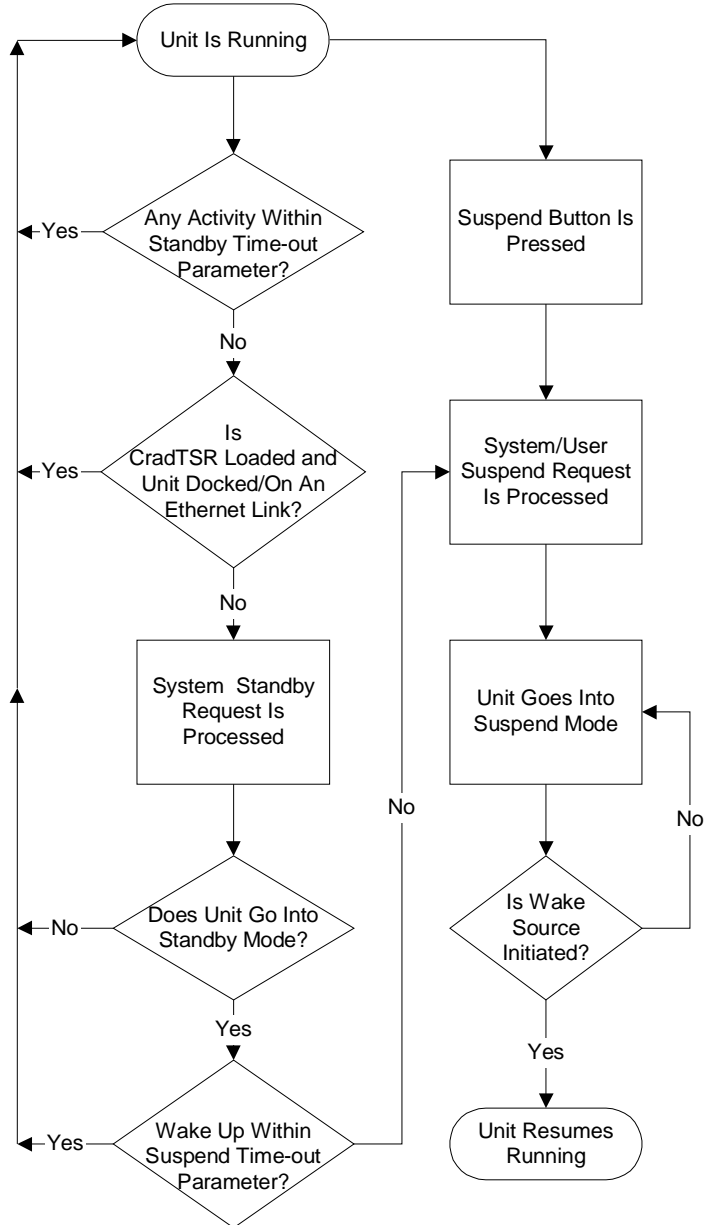 Unit Is Running
Any Activity Within
Standby Time-out
Parameter?
Yes
No
Is
CradTSR Loaded and
Unit Docked/On An
Ethernet Link?
Yes
No
System Standby
Request Is
Processed
Does Unit Go Into
Standby Mode?
No
Yes
Wake Up Within
Suspend Time-out
Parameter?
Yes
No
Suspend Button Is
Pressed
System/User
Suspend Request
Is Processed
Unit Goes Into
Suspend Mode
Is Wake
Source
Initiated?
No
Yes
Unit Resumes
Running